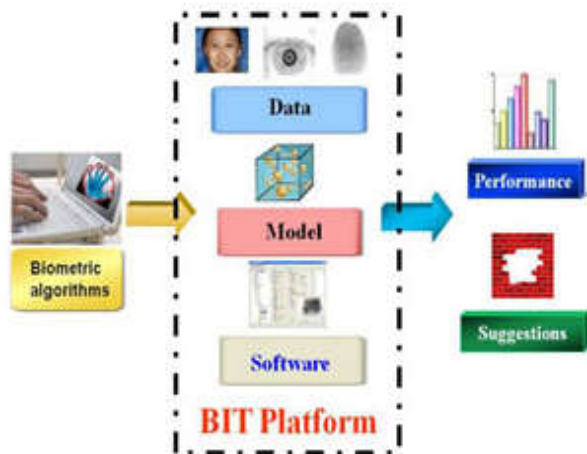 Data
Performance
Model
Biometric
algorithms
Suggestions
Software
BIT Platform